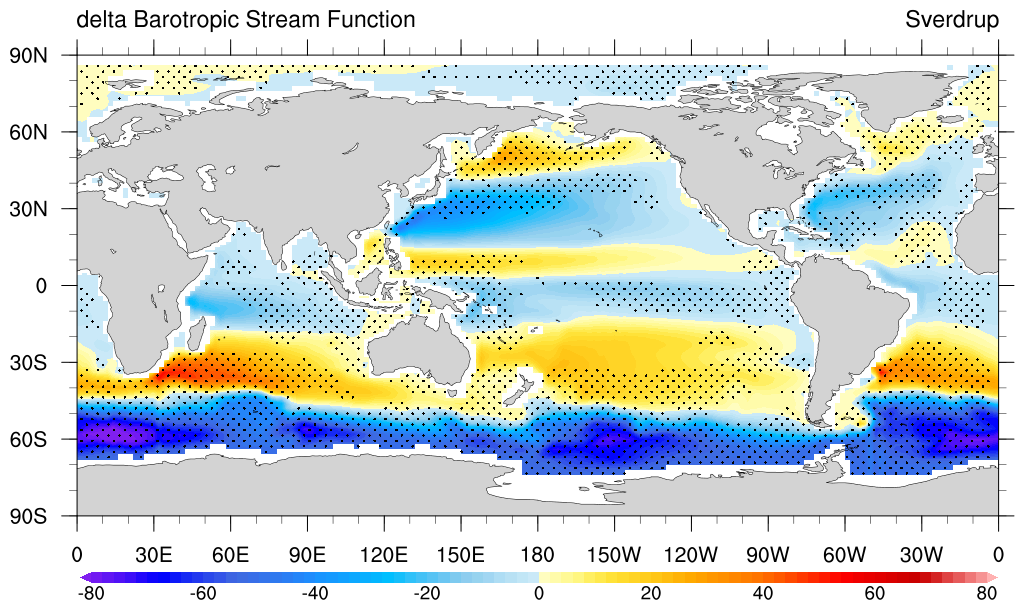 delta Barotropic Stream Function Sverdrup
90N
60N
30N
0
30S
60S
90S
0 30E 60E 90E 120E 150E 180 150W 120W 90W 60W 30W 0
-80 -60 -40 -20 0 20 40 60 80